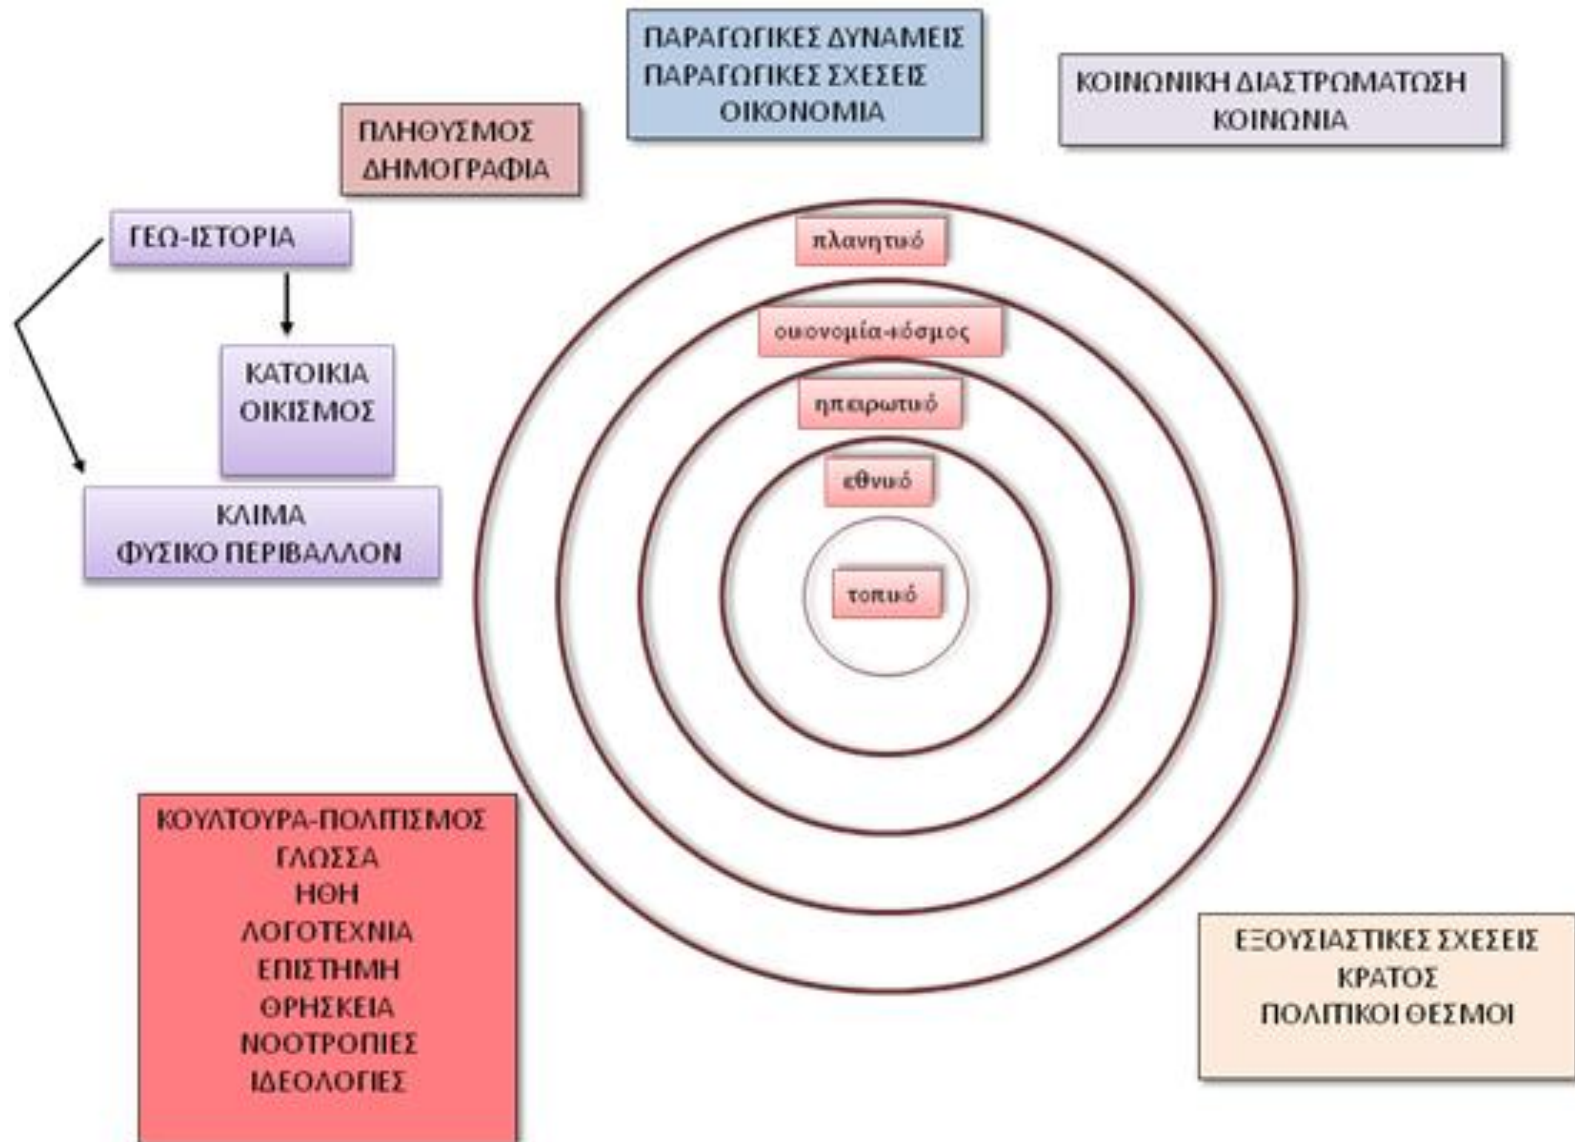 ΠΑΡΑΓΩΓΙΚΕΣ ΔΥΝΑΜΕΙΣ
ΠΑΡΑΓΩΓΙΚΕΣ ΣΧΕΣΕΙΣ
ΟΙΚΟΝΟΜΙΑ
ΚΟΙΝΩΝΙΚΗ ΔΙΑΣΤΡΩΜΑΤΩΣΗ
ΚΟΙΝΩΝΙΑ
ΠΛΗΘΥΣΜΟΣ
ΔΗΜΟΓΡΑΦΙΑ
ΓΕΩ-ΙΣΤΟΡΙΑ
ΚΑΤΟΙΚΙΑ
ΟΙΚΙΣΜΟΣ
ΚΛΙΜΑ
ΦΥΣΙΚΟ ΠΕΡΙΒΑΛΛΟΝ
πλανητικό
οικονομία-κόσμος
ηπειρωτικό
εθνικό
τοπικό
ΚΟΥΛΤΟΥΡΑ-ΠΟΛΙΤΙΣΜΟΣ
ΓΛΩΣΣΑ
ΗΘΗ
ΛΟΓΟΤΕΧΝΙΑ
ΕΠΙΣΤΗΜΗ
ΘΡΗΣΚΕΙΑ
ΝΟΟΤΡΟΠΙΕΣ
ΙΔΕΟΛΟΓΙΕΣ
ΕΞΟΥΣΙΑΣΤΙΚΕΣ ΣΧΕΣΕΙΣ
ΚΡΑΤΟΣ
ΠΟΛΙΤΙΚΟΙ ΘΕΣΜΟΙ